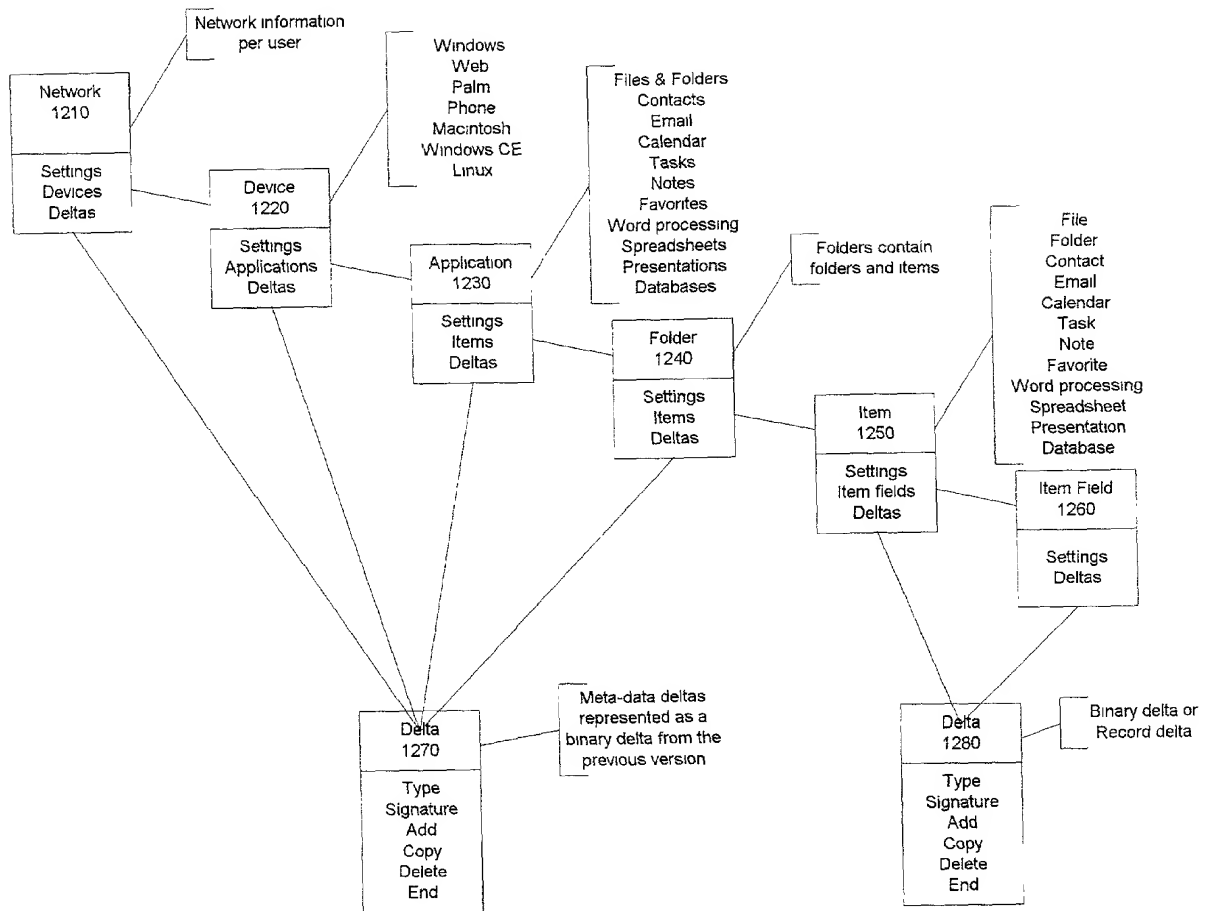 Network information
per user
Network
1210
Settings
Devices
Deltas
Windows
Web
Palm
Phone
Macintosh
Windows CE
Linux
Device
1220
Settings
Applications
Deltas
Files & Folders
Contacts
Email
Calendar
Tasks
Notes
Favorites
Word processing
Spreadsheets
Presentations
Databases
Application
1230
Settings
Items
Deltas
Folders contain
folders and items
Folder
1240
Settings
Items
Deltas
File
Folder
Contact
Email
Calendar
Task
Note
Favorite
Word processing
Spreadsheet
Presentation
Database
Item
1250
Settings
Item fields
Deltas
Item Field
1260
Settings
Deltas
Delta
1270
Type
Signature
Add
Copy
Delete
End
Meta-data deltas
represented as a
binary delta from the
previous version
Delta
1280
Type
Signature
Add
Copy
Delete
End
Binary delta or
Record delta